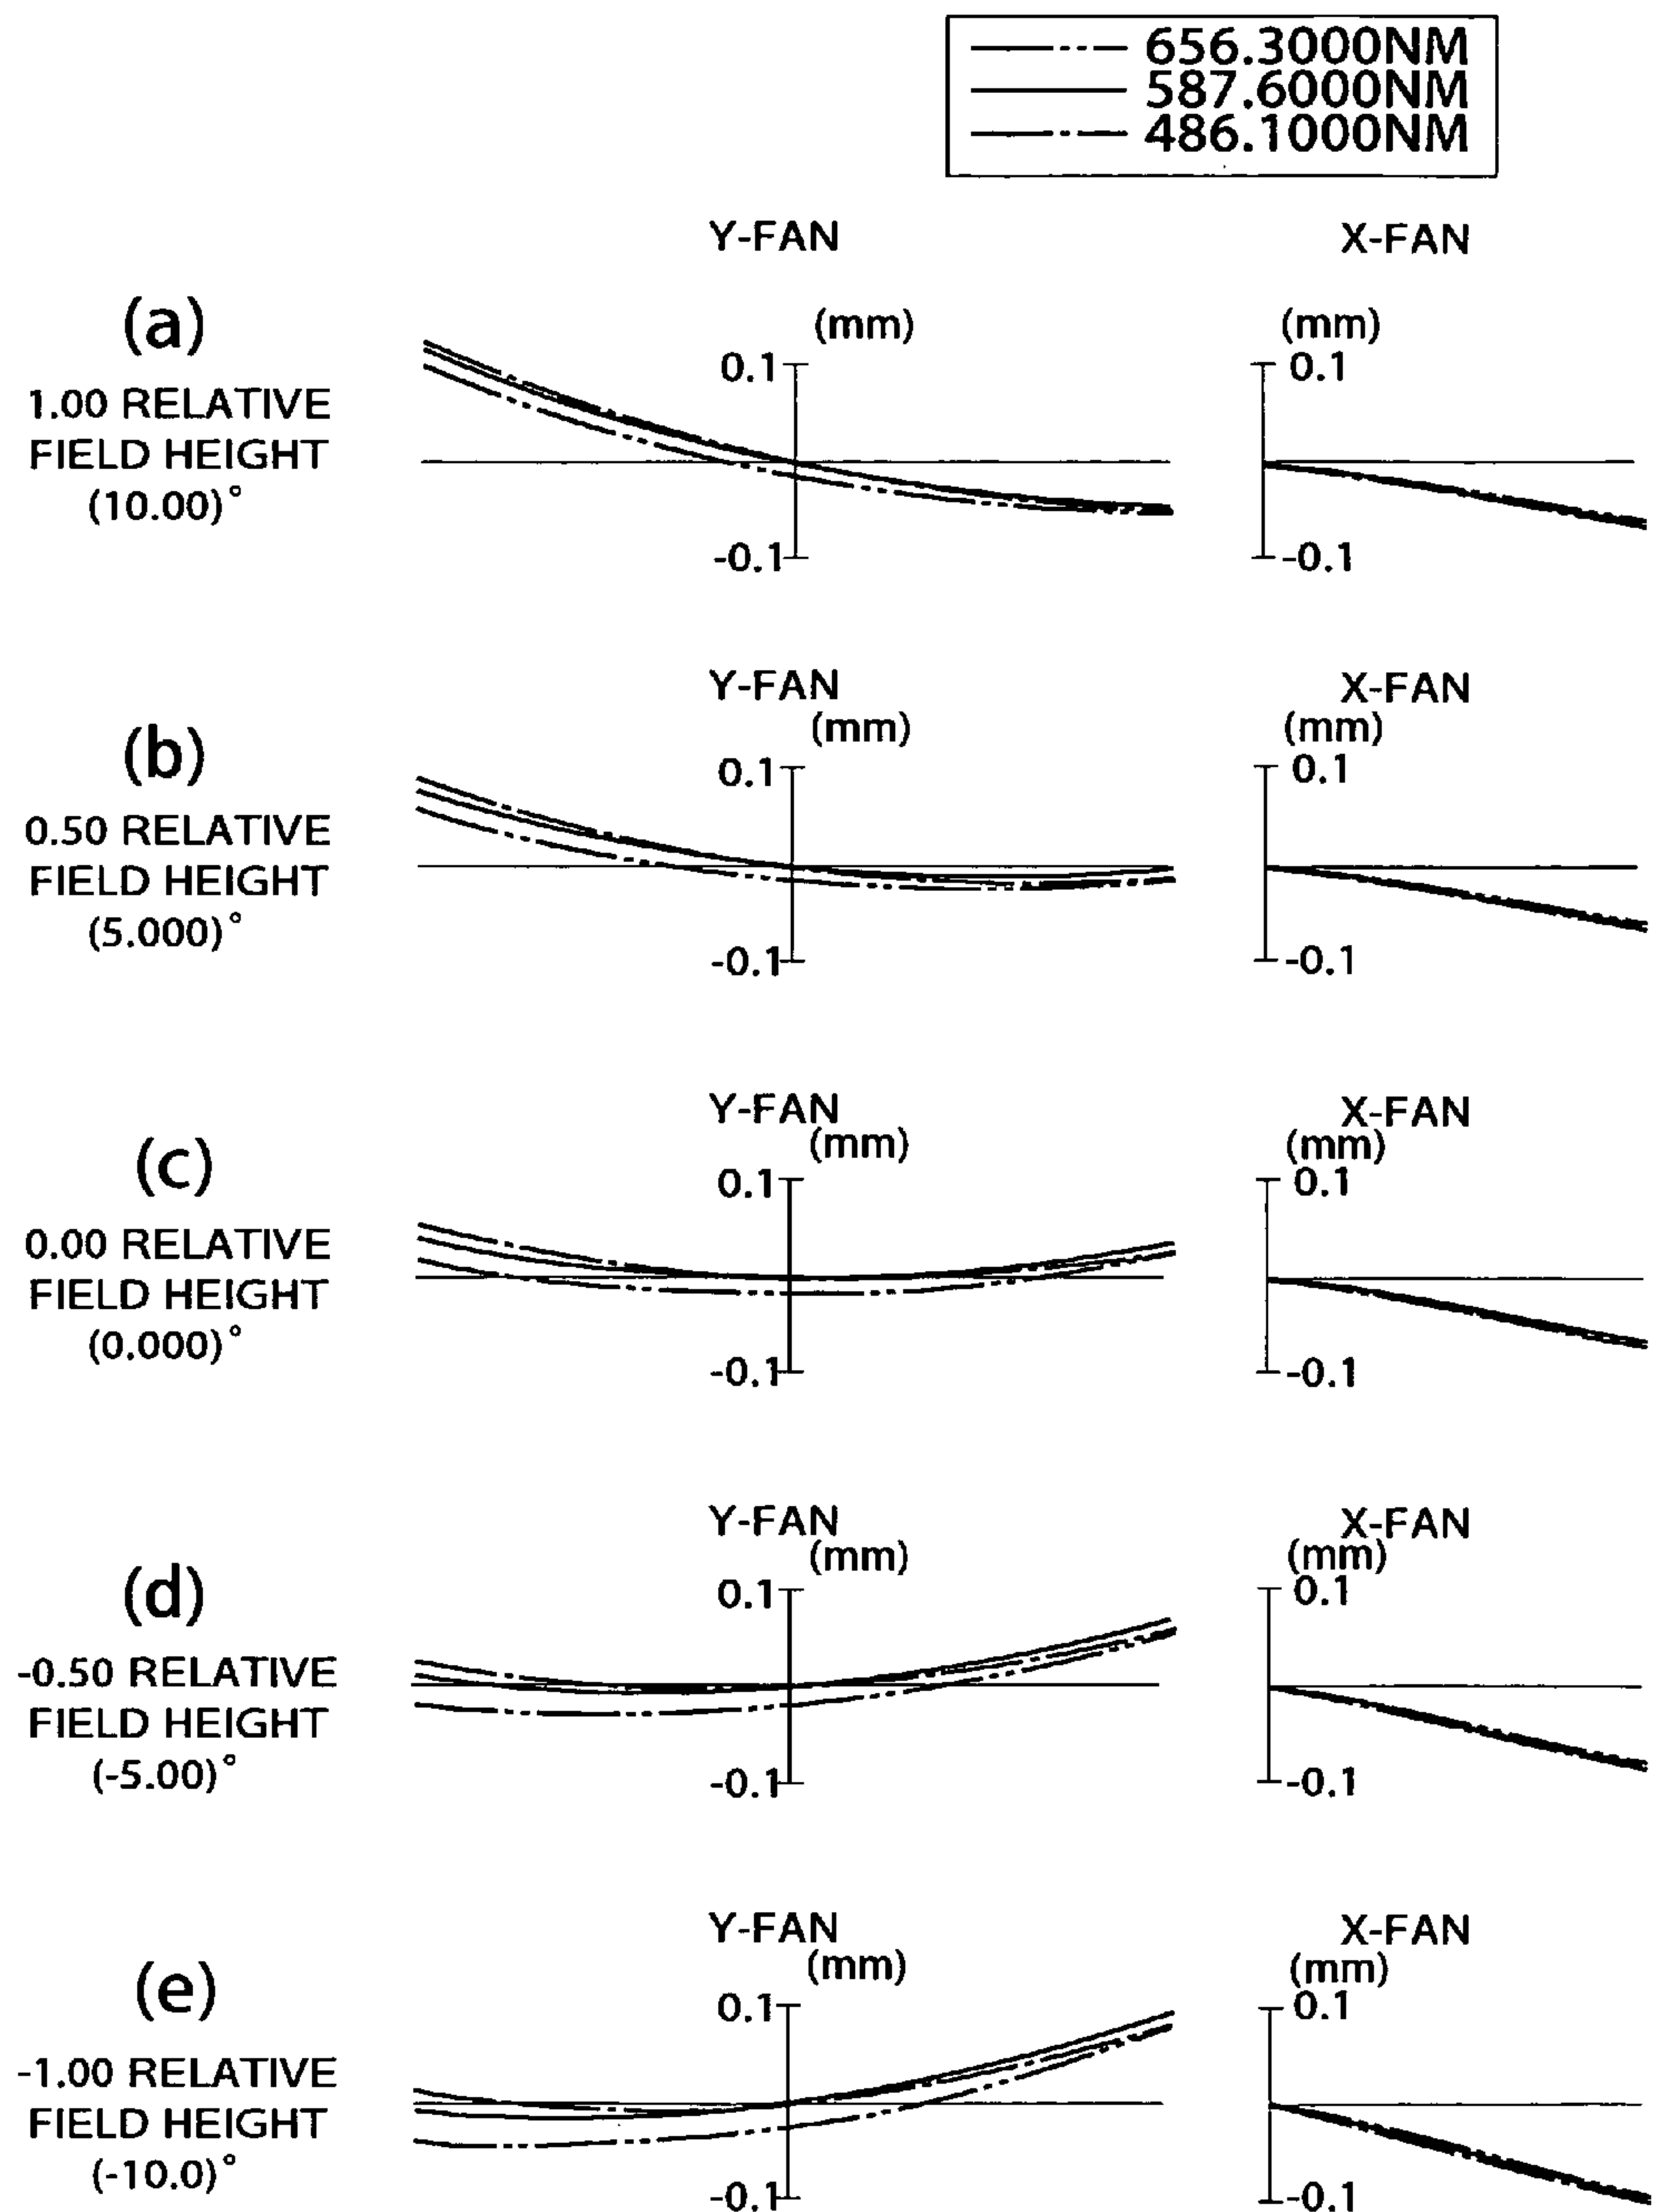 656.3000NM
587.6000NM
486.1000NM
Y-FAN
X-FAN
(a)
1.00 RELATIVE
FIELD HEIGHT
(10.00)°
(mm)
0.1
-0.1
(mm)
0.1
-0.1
Y-FAN
X-FAN
(b)
0.50 RELATIVE
FIELD HEIGHT
(5.000)°
(mm)
0.1
-0.1
(mm)
0.1
-0.1
Y-FAN
X-FAN
(c)
0.00 RELATIVE
FIELD HEIGHT
(0.000)°
(mm)
0.1
-0.1
(mm)
0.1
-0.1
Y-FAN
X-FAN
(d)
-0.50 RELATIVE
FIELD HEIGHT
(-5.00)°
(mm)
0.1
-0.1
(mm)
0.1
-0.1
Y-FAN
X-FAN
(e)
-1.00 RELATIVE
FIELD HEIGHT
(-10.0)°
(mm)
0.1
-0.1
(mm)
0.1
-0.1